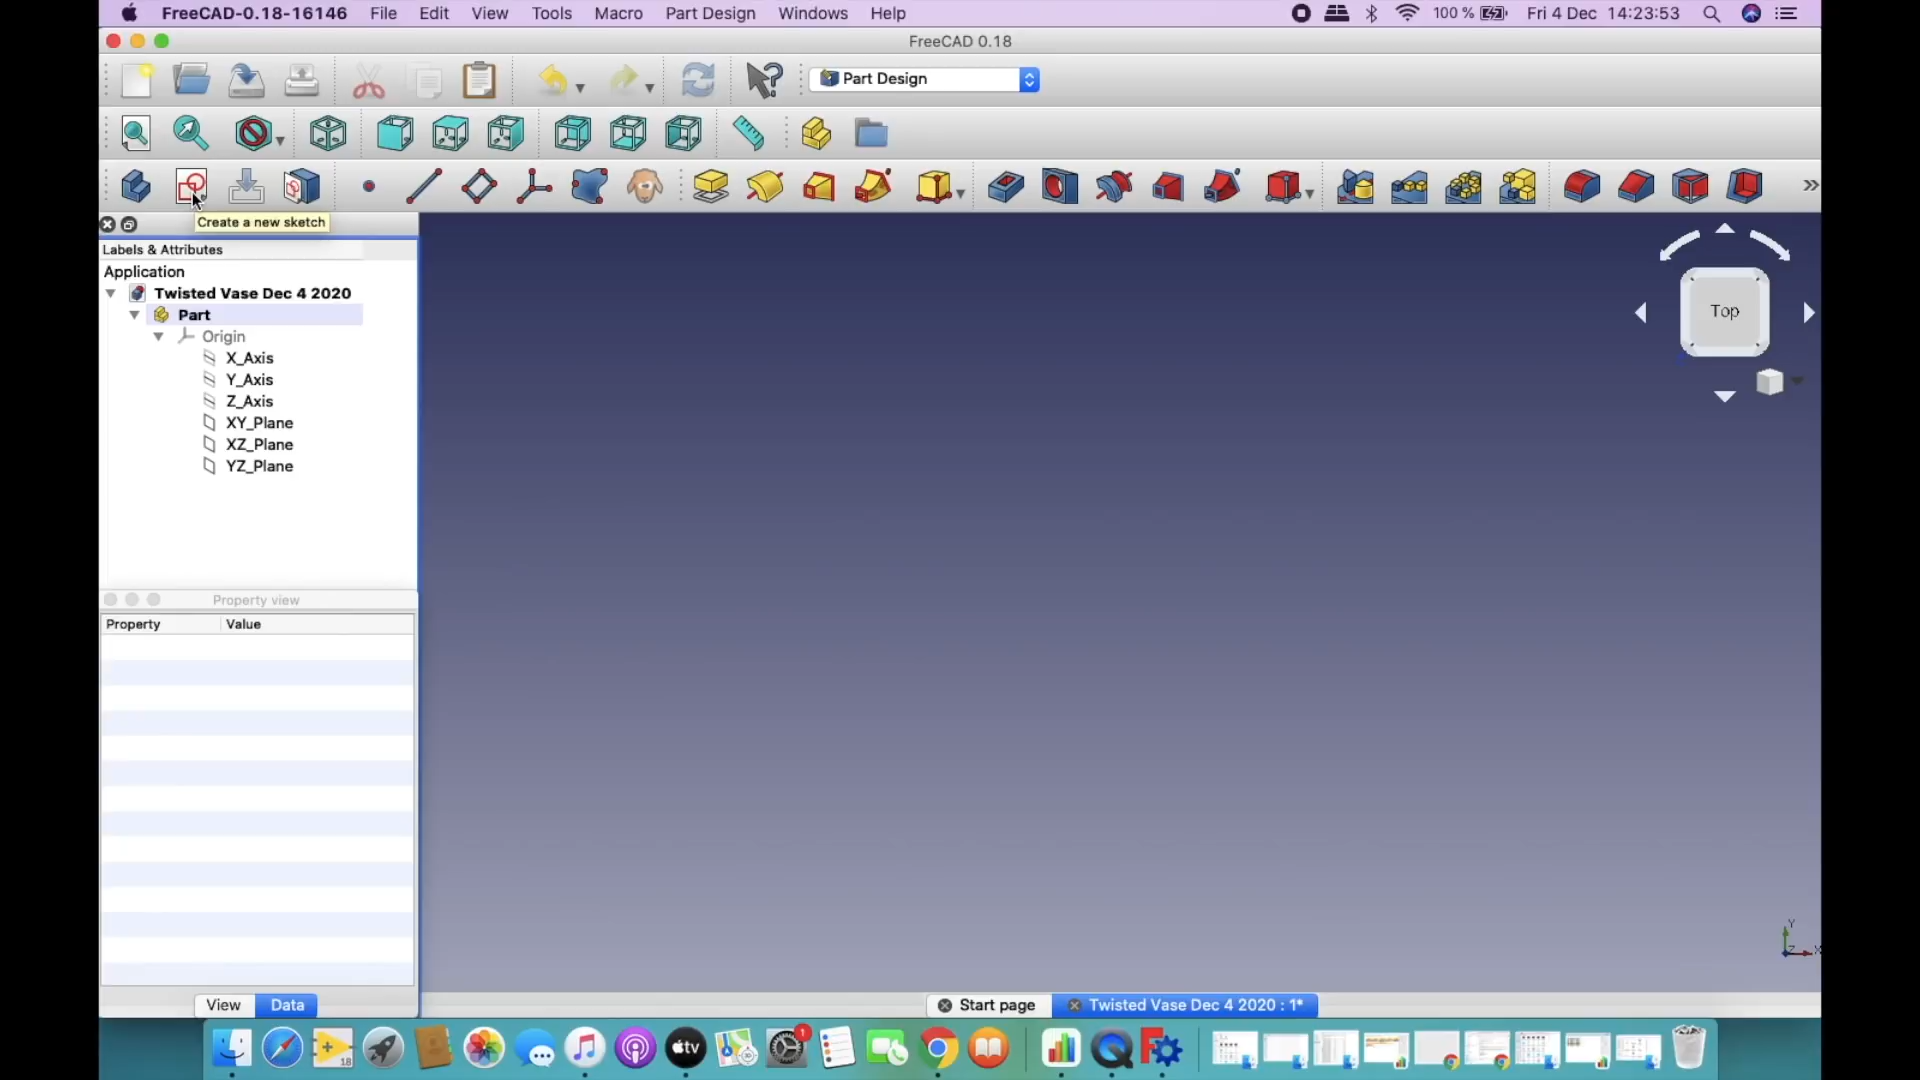 FreeCAD-0.18-16146 File Edit View Tools Macro Part Design Windows Help 100 % Fri 4 Dec 14:23:53
FreeCAD 0.18
Part Design
Create a new sketch
Labels & Attributes
Application
Twisted Vase Dec 4 2020
Part
Origin
X_Axis
Y_Axis
Z_Axis
XY_Plane
XZ_Plane
YZ_Plane
Top
Property view
Property Value
Y
Z X
View Data
Start page Twisted Vase Dec 4 2020 : 1*
18
tv
1